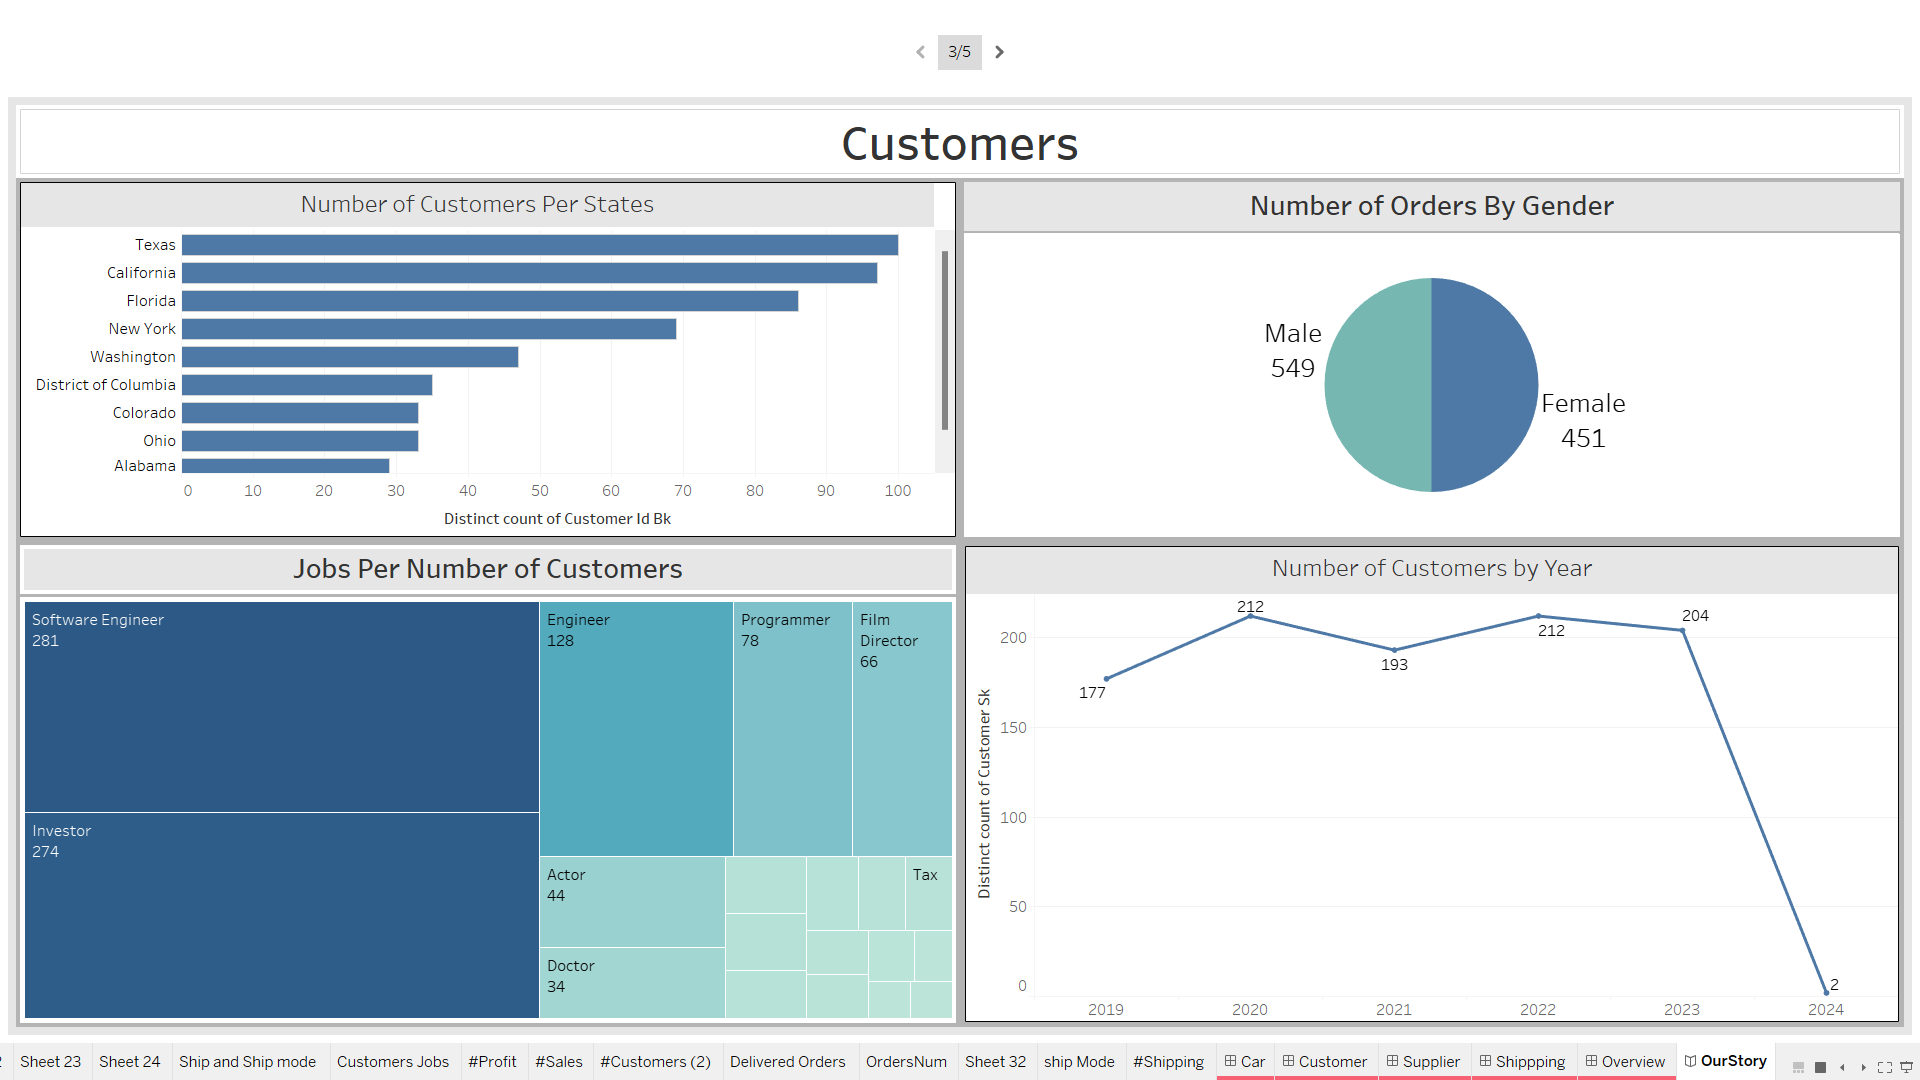 3/5
Customers
Number of Customers Per States
Texas
California
Florida
New York
Washington
District of Columbia
Colorado
Ohio
Alabama
0 10 20 30 40 50 60 70 80 90 100
Distinct count of Customer Id Bk
Number of Orders By Gender
Male
549
Female
451
Jobs Per Number of Customers
Software Engineer
281
Investor
274
Engineer
128
Programmer
78
Film
Director
66
Actor
44
Doctor
34
Tax
Number of Customers by Year
Distinct count of Customer Sk
200
150
100
50
0
177
212
193
212
204
2
2019 2020 2021 2022 2023 2024
Sheet 23 Sheet 24 Ship and Ship mode Customers Jobs #Profit #Sales #Customers (2) Delivered Orders OrdersNum Sheet 32 ship Mode #Shipping Car Customer Supplier Shippping Overview OurStory